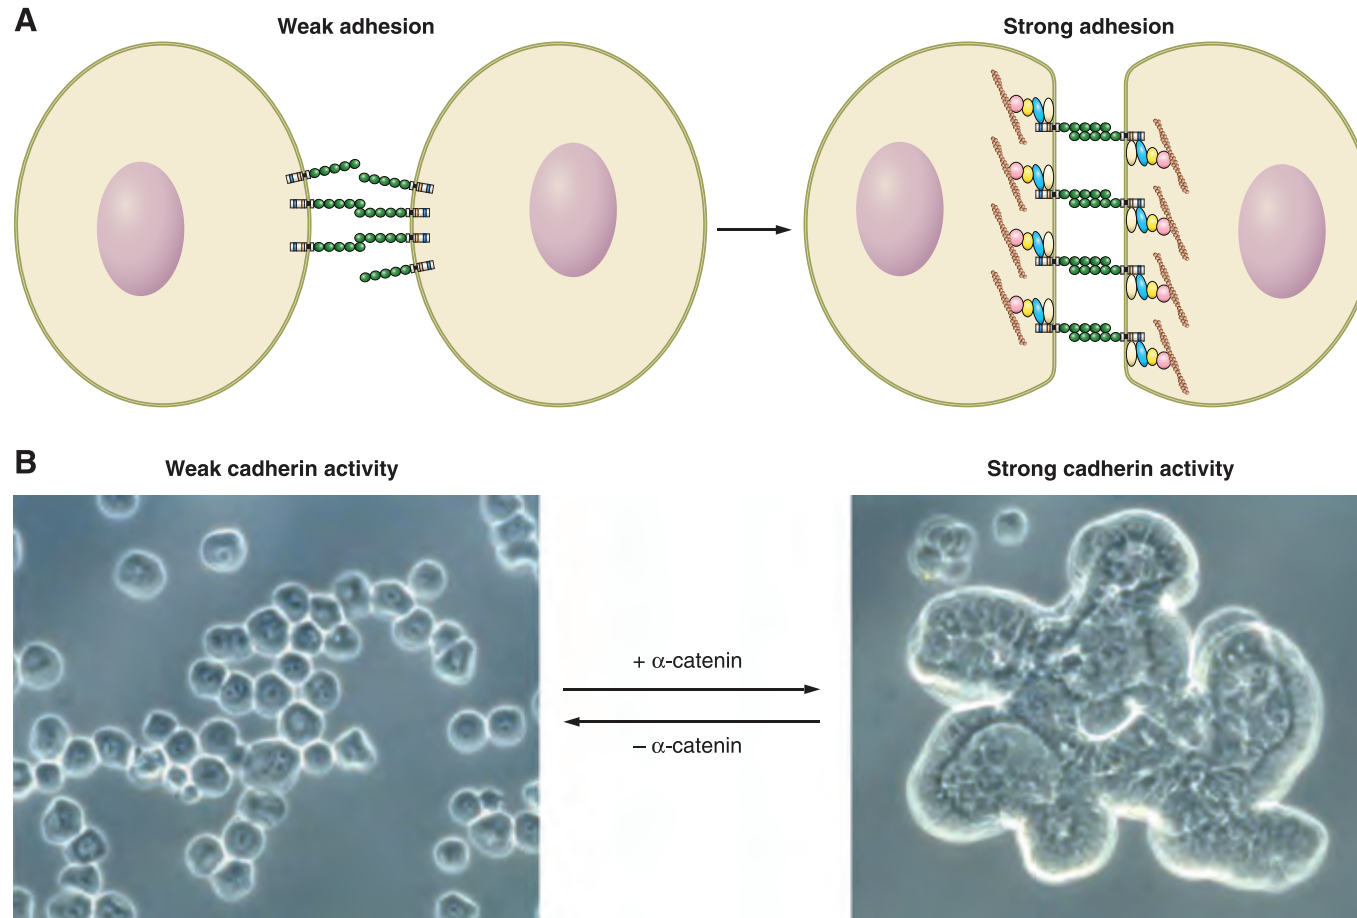 A
Weak adhesion
Strong adhesion
B
Weak cadherin activity
Strong cadherin activity
+ α-catenin
– α-catenin